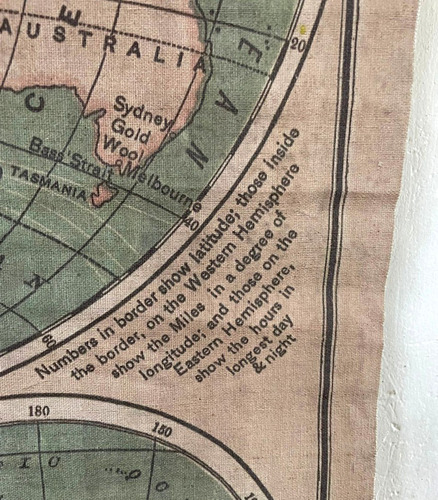 AUSTRALIA
E
C
E
A
N
20
Sydney
Gold
Wool
Bass Strait
Melbourne
TASMANIA
40
60
Numbers in border show latitude; those inside
the border, on the Western Hemisphere
show the Miles in a degree of
longitude; and those on the
Eastern Hemisphere,
show the hours in
longest day
& night
180
150
I C
O